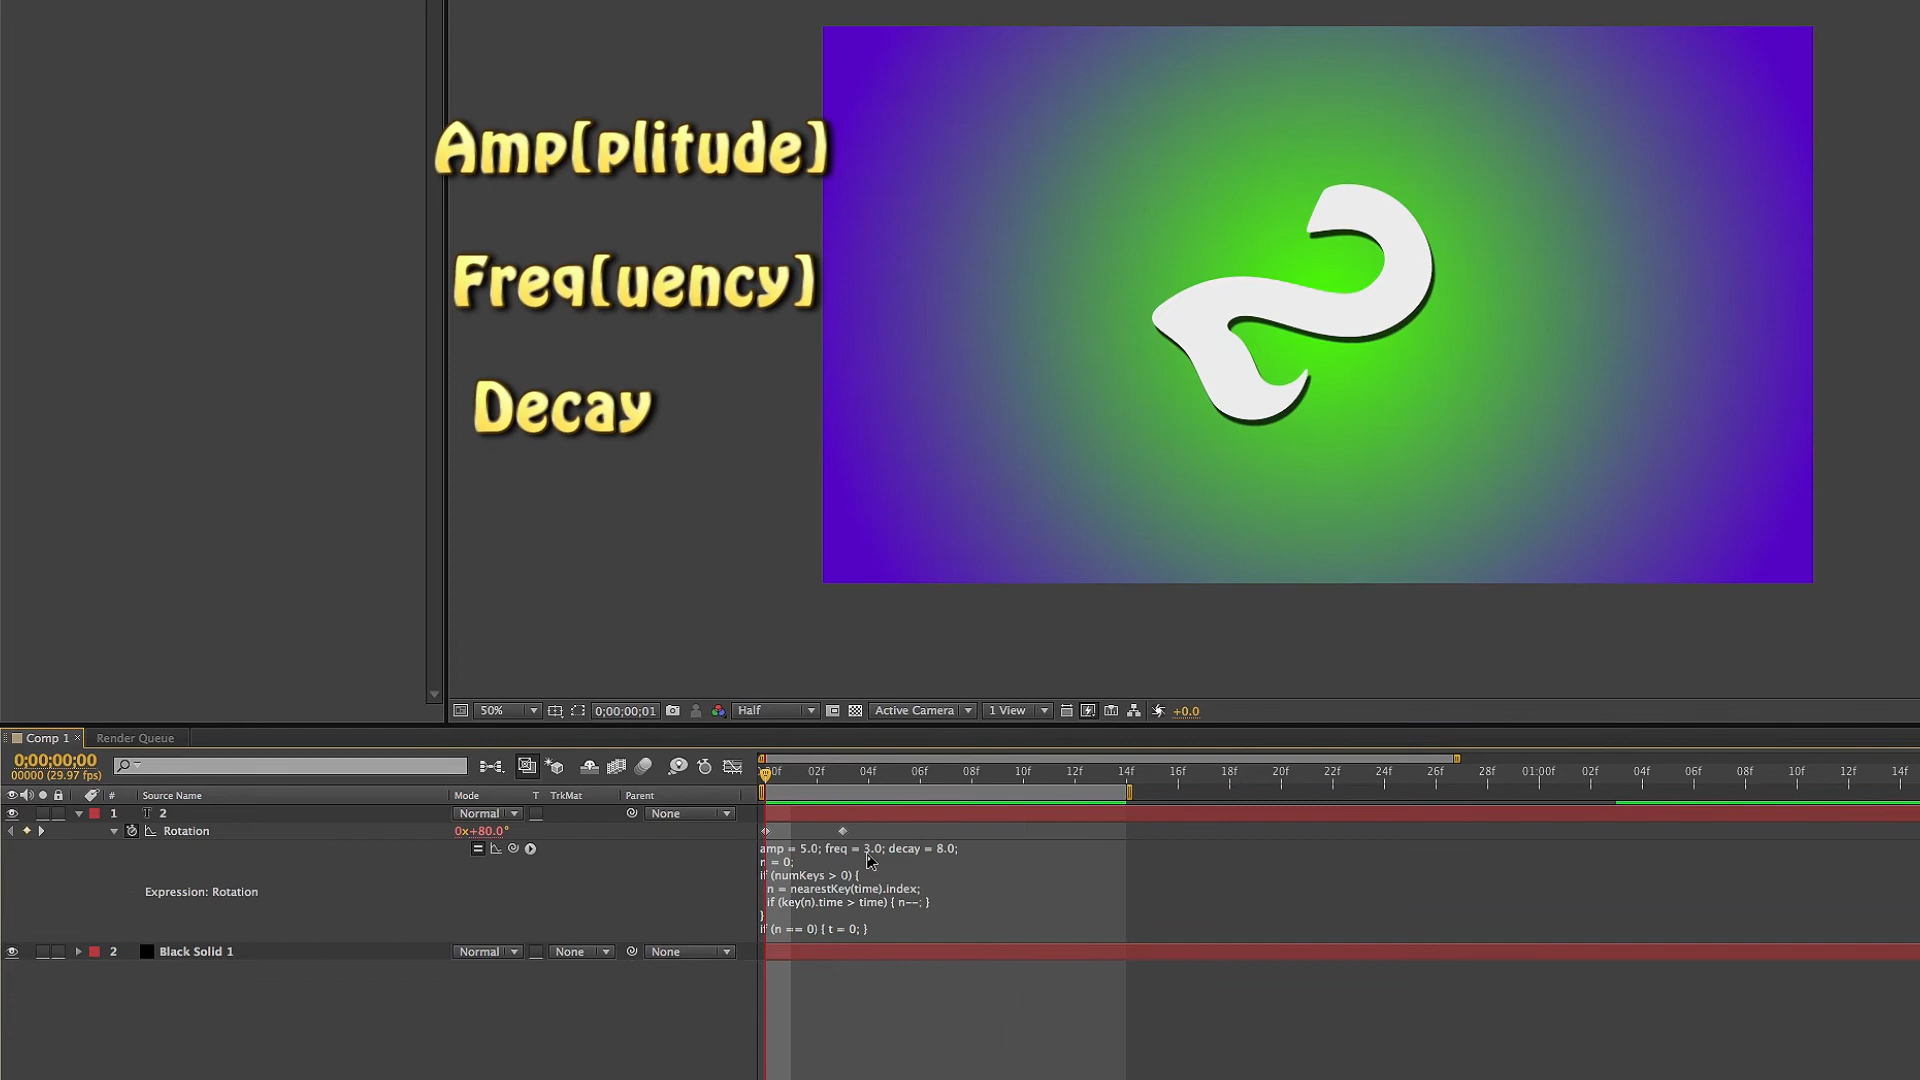 Amp(plitude)
Freq(uency)
Decay
2
50%
0;00;00;01
Half
Active Camera
1 View
+0.0
Comp 1 ×
Render Queue
0;00;00;00
00000 (29.97 fps)
:00f 02f 04f 06f 08f 10f 12f 14f 16f 18f 20f 22f 24f 26f 28f 01:00f 02f 04f 06f 08f 10f 12f 14f
# Source Name Mode T TrkMat Parent
1 T 2 Normal None
Rotation 0x+80.0°
amp = 5.0; freq = 3.0; decay = 8.0;
n = 0;
if (numKeys > 0) {
n = nearestKey(time).index;
Expression: Rotation
if (key(n).time > time) { n--; }
}
if (n == 0) { t = 0; }
2 Black Solid 1 Normal None None